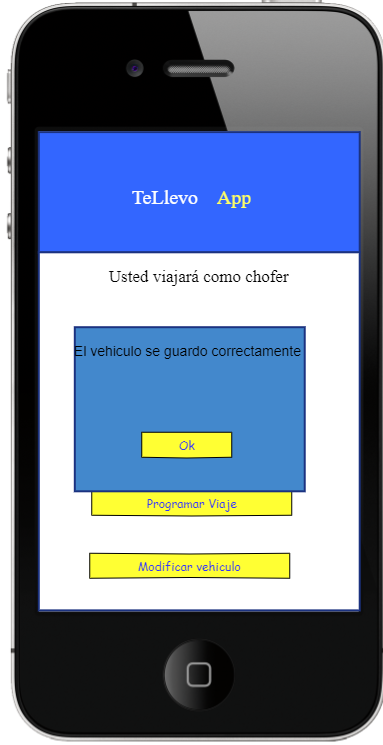 TeLlevo App
Usted viajará como chofer
El vehiculo se guardo correctamente
Ok
Programar Viaje
Modificar vehiculo